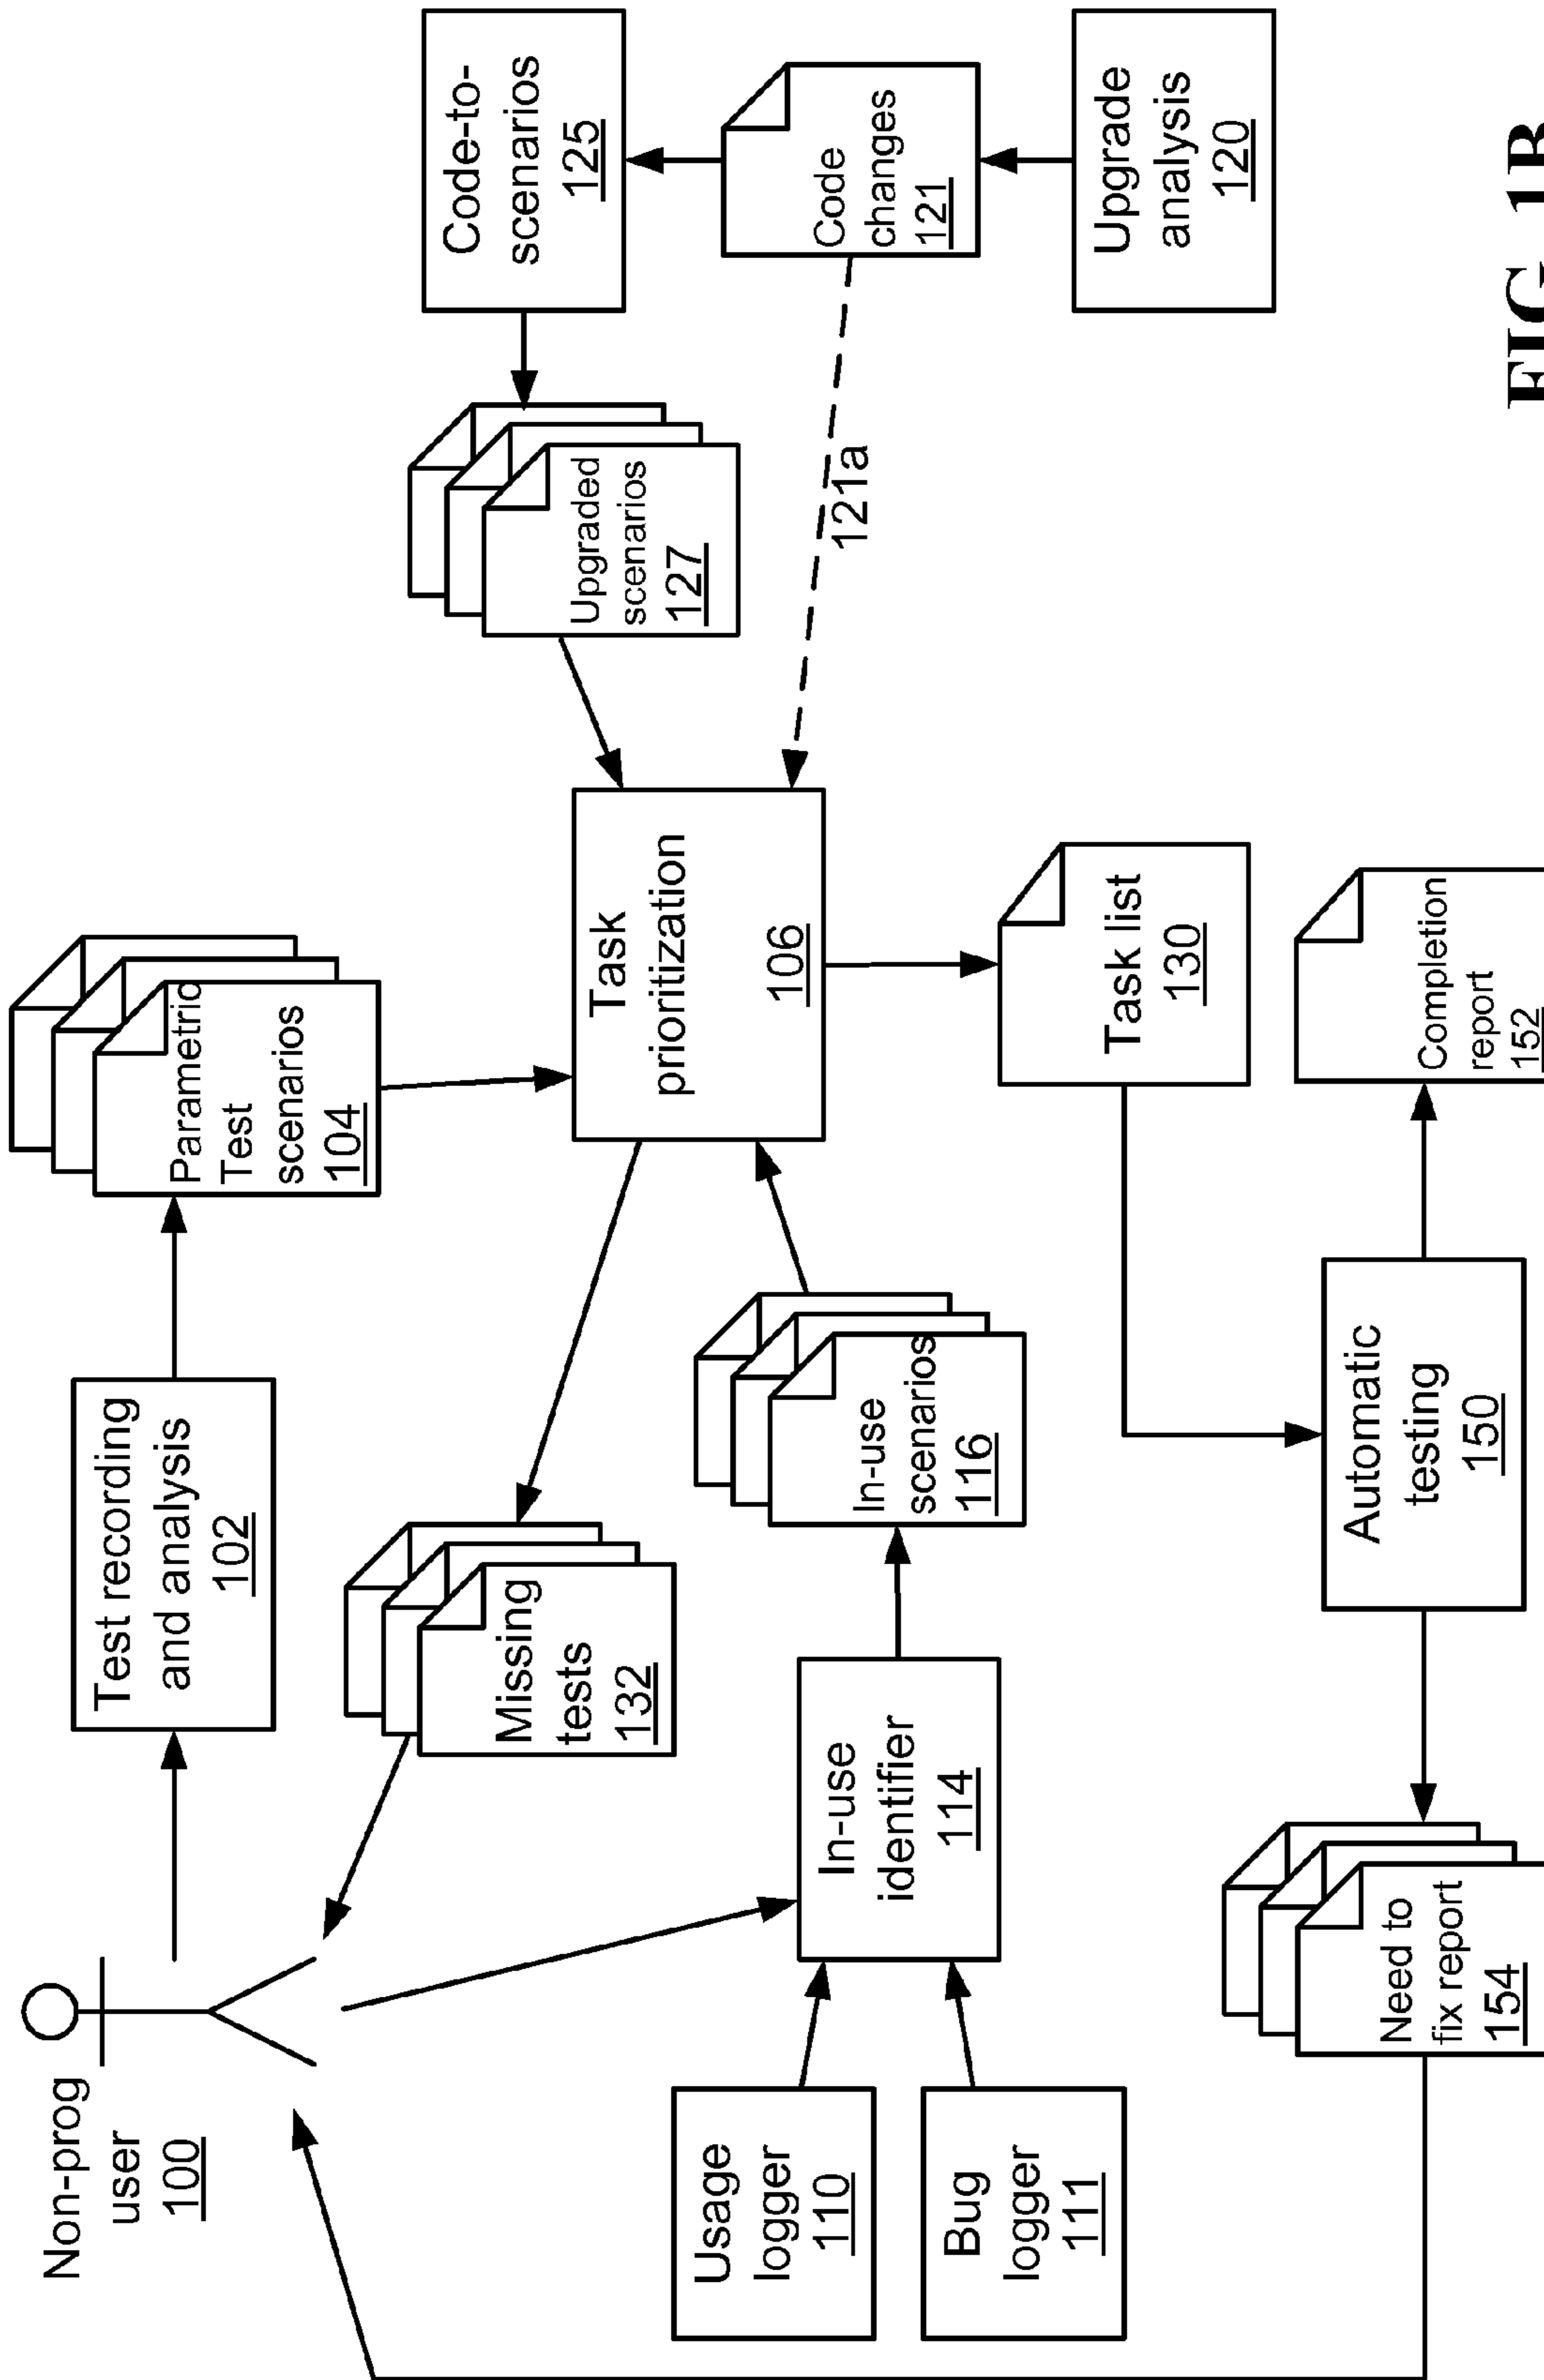 Non-prog
user
100
Test recording
and analysis
102
Parametric
Test
scenarios
104
Missing
tests
132
Upgraded
scenarios
127
Code-to-
scenarios
125
Task
prioritization
106
121a
Code
changes
121
Usage
logger
110
Bug
logger
111
In-use
identifier
114
In-use
scenarios
116
Task list
130
Upgrade
analysis
120
Need to
fix report
154
Automatic
testing
150
Completion
report
152
FIG. 1B